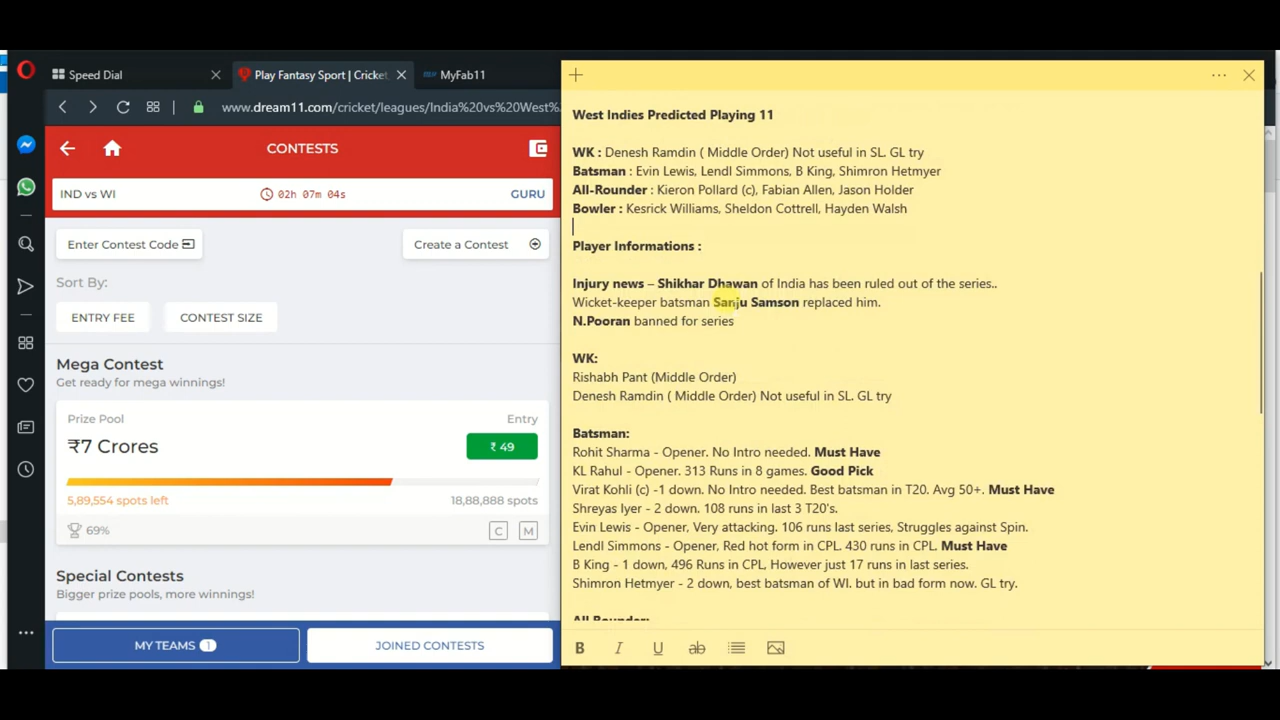 Speed Dial
Play Fantasy Sport | Cricket
MyFab11
www.dream11.com/cricket/leagues/India%20vs%20West%
CONTESTS
IND vs WI
02h 07m 04s
GURU
Enter Contest Code
Create a Contest
Sort By:
ENTRY FEE
CONTEST SIZE
Mega Contest
Get ready for mega winnings!
Prize Pool
Entry
₹7 Crores
₹ 49
5,89,554 spots left
18,88,888 spots
69%
C
M
Special Contests
Bigger prize pools, more winnings!
MY TEAMS 1
JOINED CONTESTS
West Indies Predicted Playing 11
WK : Denesh Ramdin ( Middle Order) Not useful in SL. GL try
Batsman : Evin Lewis, Lendl Simmons, B King, Shimron Hetmyer
All-Rounder : Kieron Pollard (c), Fabian Allen, Jason Holder
Bowler : Kesrick Williams, Sheldon Cottrell, Hayden Walsh
Player Informations :
Injury news – Shikhar Dhawan of India has been ruled out of the series..
Wicket-keeper batsman Sanju Samson replaced him.
N.Pooran banned for series
WK:
Rishabh Pant (Middle Order)
Denesh Ramdin ( Middle Order) Not useful in SL. GL try
Batsman:
Rohit Sharma - Opener. No Intro needed. Must Have
KL Rahul - Opener. 313 Runs in 8 games. Good Pick
Virat Kohli (c) -1 down. No Intro needed. Best batsman in T20. Avg 50+. Must Have
Shreyas Iyer - 2 down. 108 runs in last 3 T20's.
Evin Lewis - Opener, Very attacking. 106 runs last series, Struggles against Spin.
Lendl Simmons - Opener, Red hot form in CPL. 430 runs in CPL. Must Have
B King - 1 down, 496 Runs in CPL, However just 17 runs in last series.
Shimron Hetmyer - 2 down, best batsman of WI. but in bad form now. GL try.
All Rounder:
B
I
U
ab